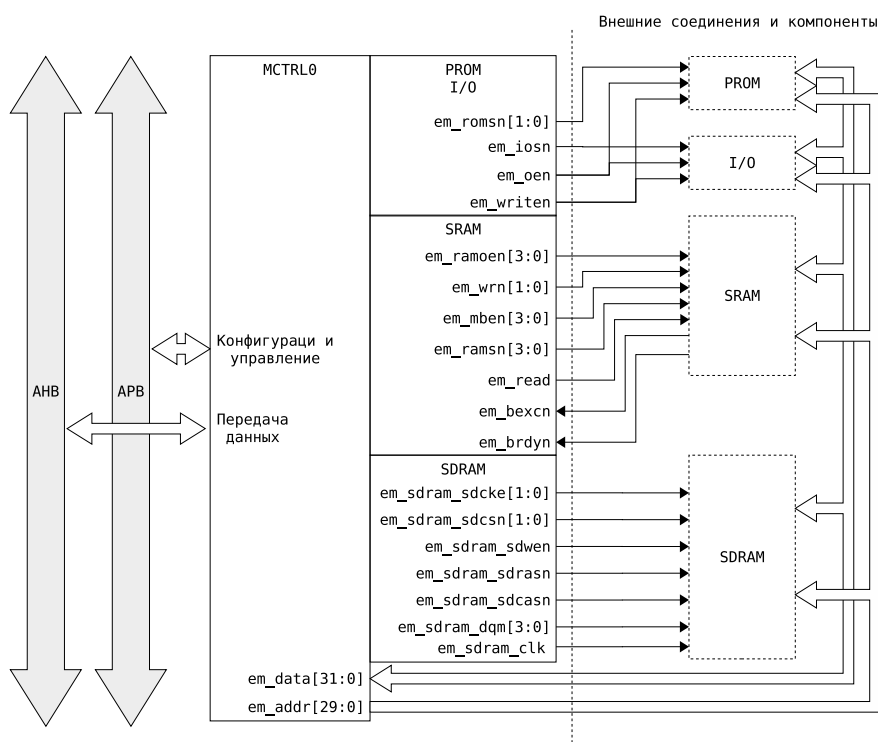 Внешние соединения и компоненты
MCTRL0
PROM
I/O
em_romsn[1:0]
em_iosn
em_oen
em_writen
PROM
I/O
SRAM
em_ramoen[3:0]
em_wrn[1:0]
em_mben[3:0]
em_ramsn[3:0]
em_read
em_bexcn
em_brdyn
SRAM
Конфигураци и
управление
AHB
APB
Передача
данных
SDRAM
em_sdram_sdcke[1:0]
em_sdram_sdcsn[1:0]
em_sdram_sdwen
em_sdram_sdrasn
em_sdram_sdcasn
em_sdram_dqm[3:0]
em_sdram_clk
SDRAM
em_data[31:0]
em_addr[29:0]